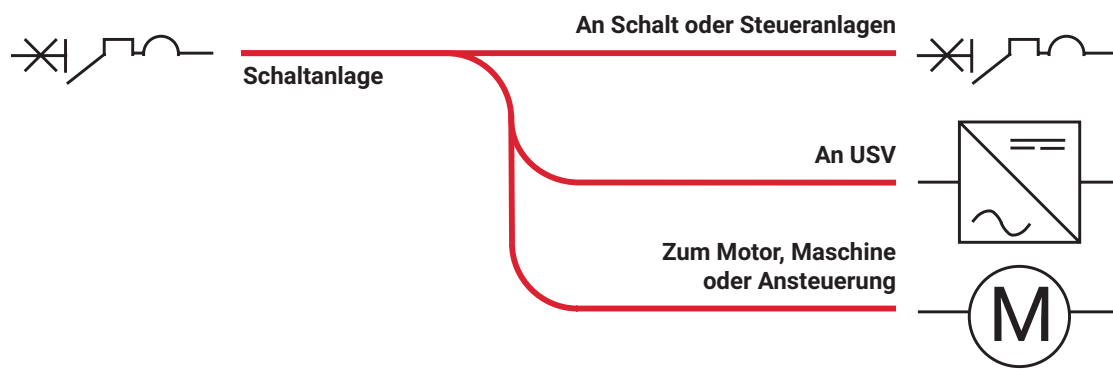 An Schalt oder Steueranlagen
Schaltanlage
An USV
Zum Motor, Maschine
oder Ansteuerung
M